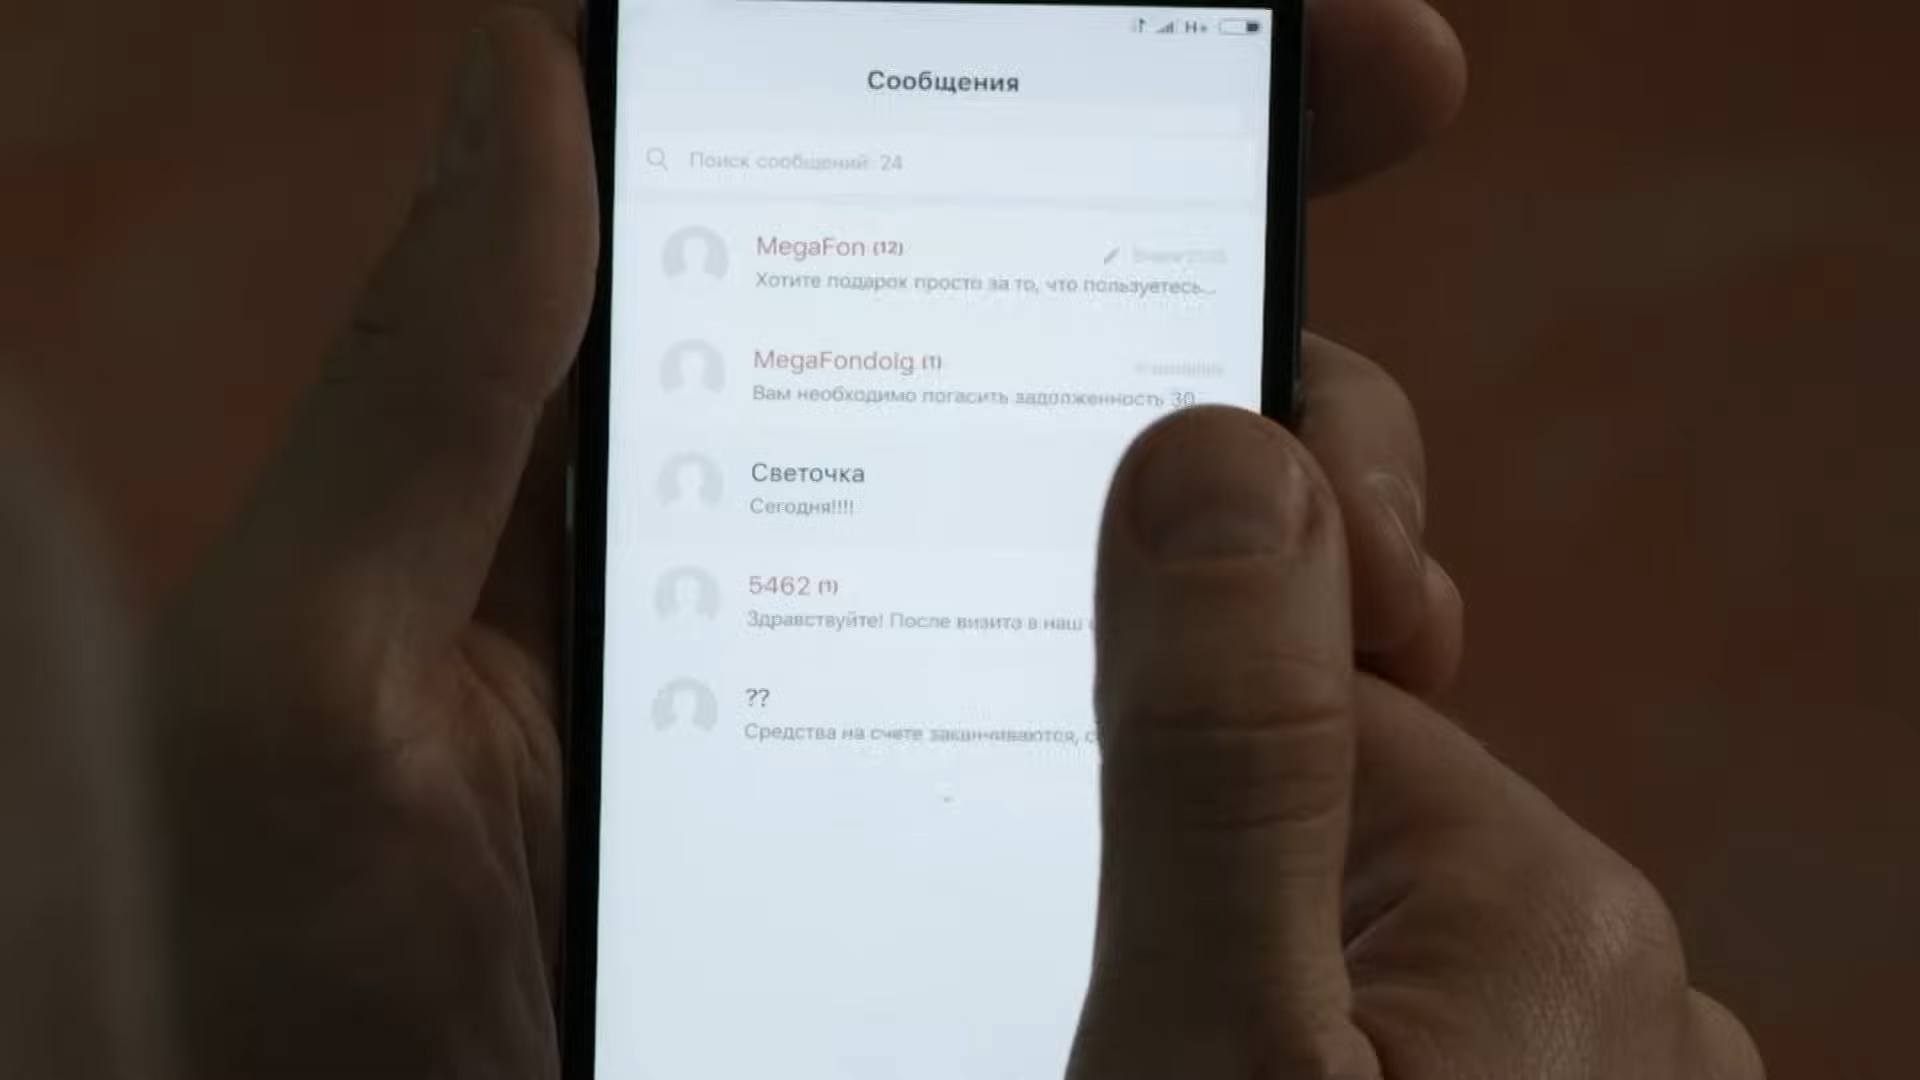 H+
Сообщения
Поиск сообщений: 24
MegaFon (12)
Хотите подарок просто за то, что пользуетесь...
MegaFondolg (1)
Вам необходимо погасить задолженность 30
Светочка
Сегодня!!!!
5462 (1)
Здравствуйте! После визита в наш
??
Средства на счете заканчиваются,